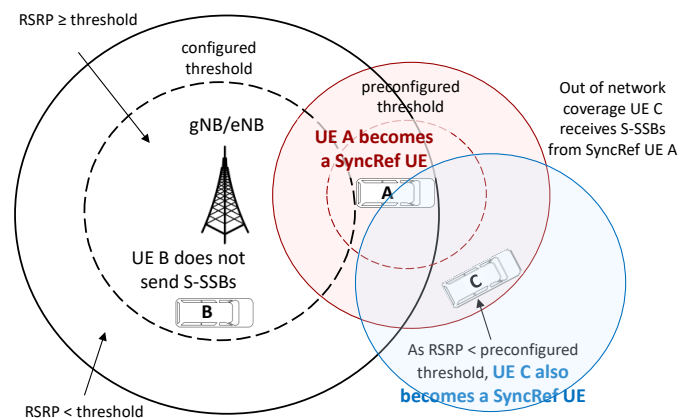 RSRP ≥ threshold
configured
threshold
gNB/eNB
preconfigured
threshold
UE A becomes
a SyncRef UE
A
Out of network
coverage UE C
receives S-SSBs
from SyncRef UE A
UE B does not
send S-SSBs
B
C
As RSRP < preconfigured
threshold, UE C also
becomes a SyncRef UE
RSRP < threshold